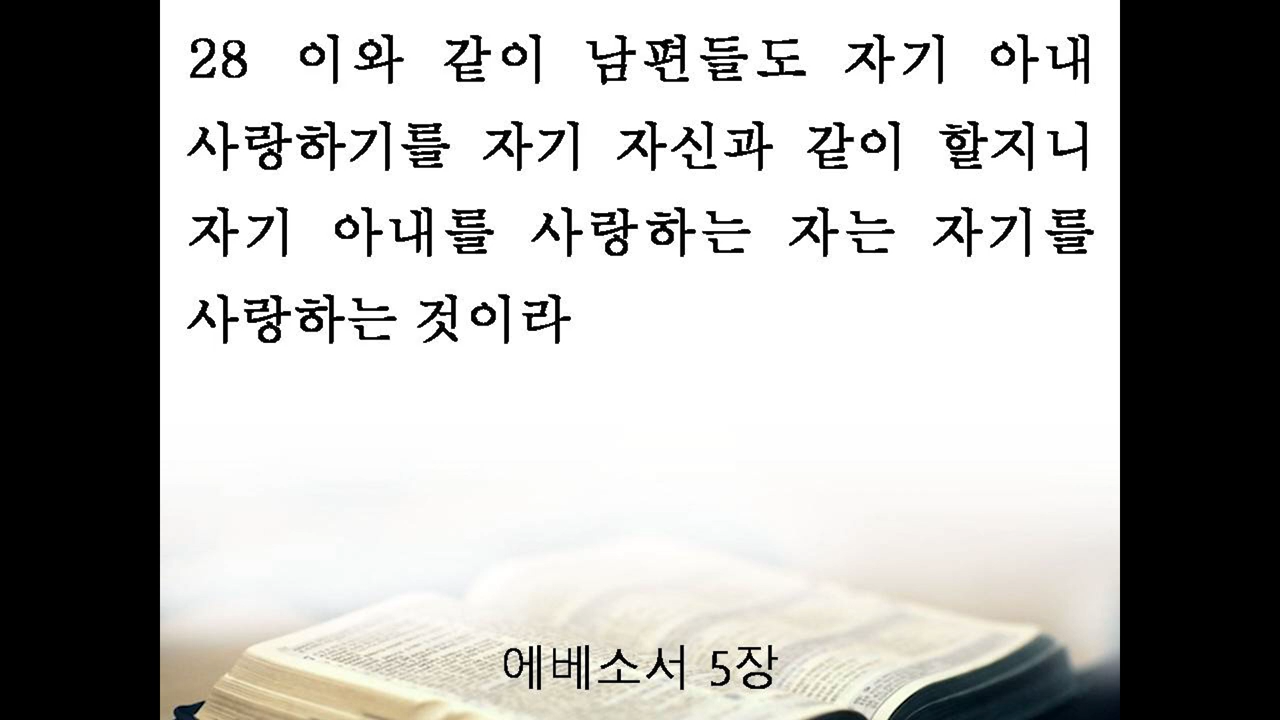 28 이와 같이 남편들도 자기 아내
사랑하기를 자기 자신과 같이 할지니
자기 아내를 사랑하는 자는 자기를
사랑하는 것이라
에베소서 5장